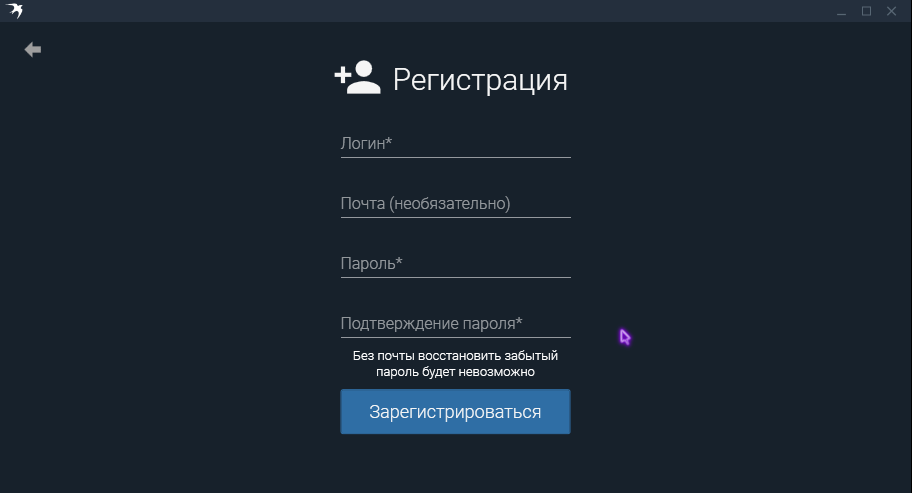 Регистрация
Логин*
Почта (необязательно)
Пароль*
Подтверждение пароля*
Без почты восстановить забытый
пароль будет невозможно
Зарегистрироваться